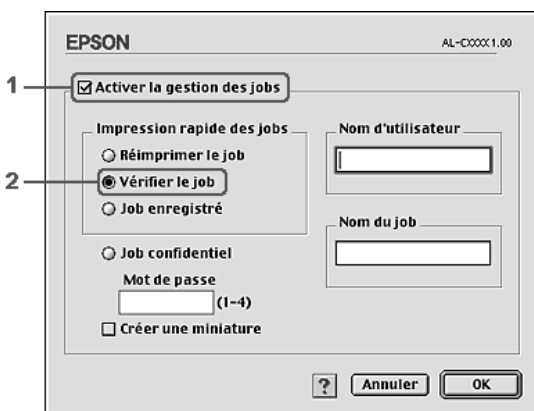 EPSON
AL-CXXXX 1.00
1
Activer la gestion des jobs
Impression rapide des jobs
Réimprimer le job
2
Vérifier le job
Job enregistré
Job confidentiel
Mot de passe
(1-4)
Créer une miniature
Nom d'utilisateur
Nom du job
?
Annuler
OK